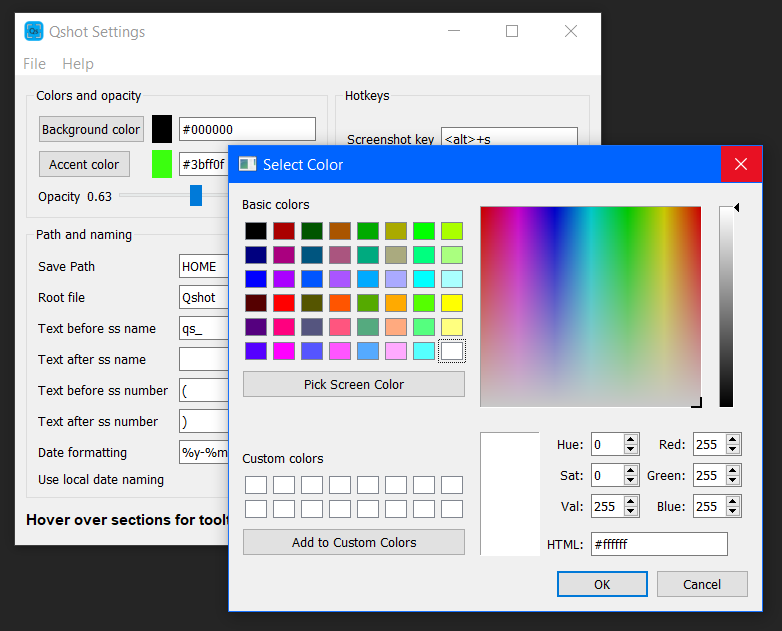 Qshot Settings
File Help
Colors and opacity
Background color #000000
Accent color #3bff0f
Opacity 0.63
Hotkeys
Screenshot key <alt>+s
Path and naming
Save Path HOME
Root file Qshot
Text before ss name qs_
Text after ss name
Text before ss number (
Text after ss number )
Date formatting %y-%m
Use local date naming
Hover over sections for toolt
Select Color
Basic colors
Pick Screen Color
Custom colors
Add to Custom Colors
Hue: 0 Red: 255
Sat: 0 Green: 255
Val: 255 Blue: 255
HTML: #ffffff
OK Cancel